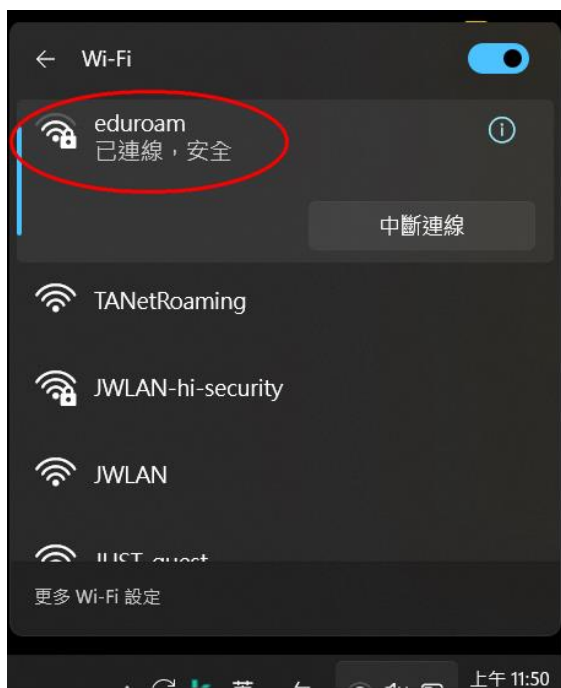 Wi-Fi
eduroam
已連線，安全
中斷連線
TANetRoaming
JWLAN-hi-security
JWLAN
更多 Wi-Fi 設定
上午 11:50